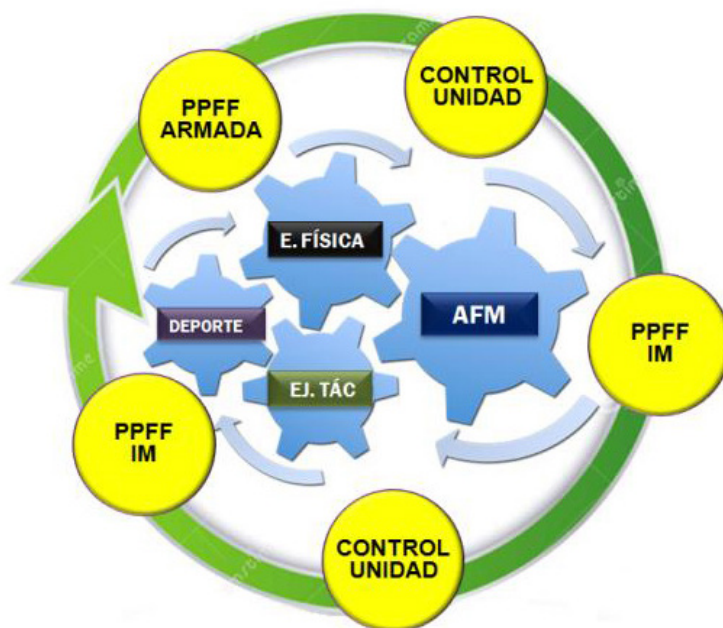 CONTROL
UNIDAD
PPFF
ARMADA
E. FÍSICA
AFM
DEPORTE
PPFF
IM
EJ. TÁC
PPFF
IM
CONTROL
UNIDAD